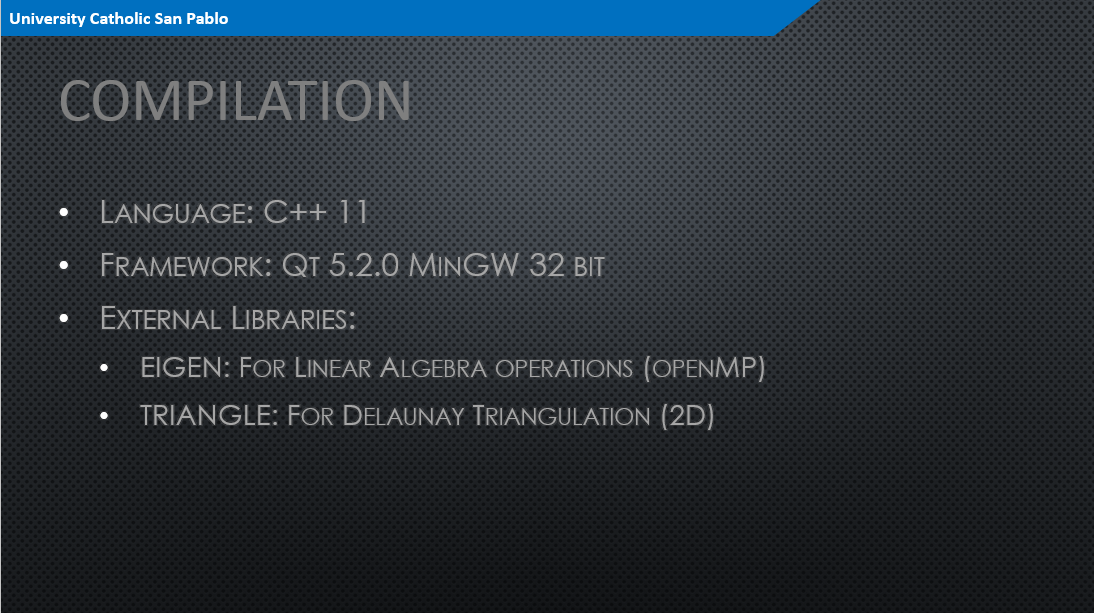 University Catholic San Pablo
COMPILATION
• LANGUAGE: C++ 11
• FRAMEWORK: QT 5.2.0 MINGW 32 BIT
• EXTERNAL LIBRARIES:
• EIGEN: FOR LINEAR ALGEBRA OPERATIONS (OPENMP)
• TRIANGLE: FOR DELAUNAY TRIANGULATION (2D)